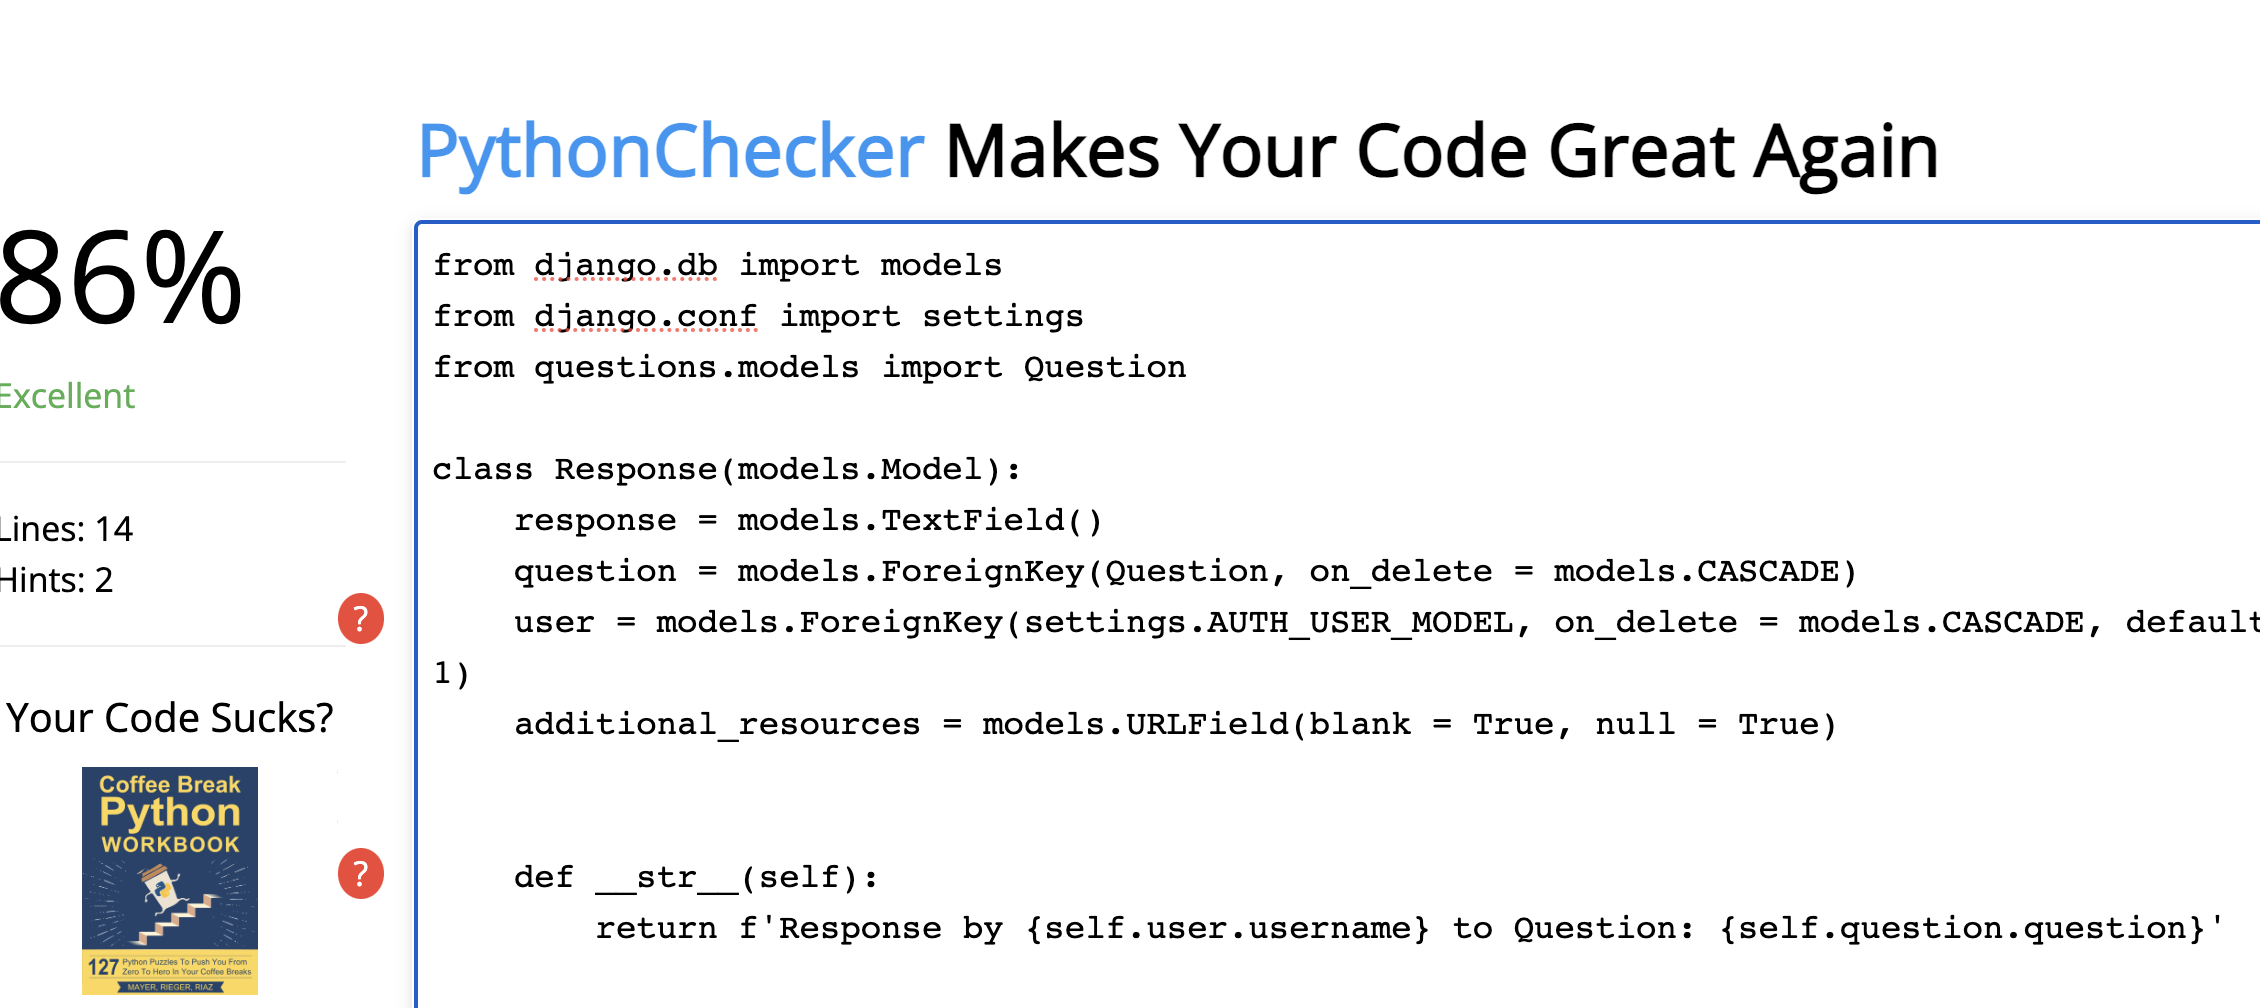 PythonChecker Makes Your Code Great Again
86%
Excellent
Lines: 14
Hints: 2
?
Your Code Sucks?
Coffee Break
Python
WORKBOOK
127 Python Puzzles To Push You From
Zero To Hero In Your Coffee Breaks
MAYER, RIEGER, RIAZ
?
from django.db import models
from django.conf import settings
from questions.models import Question
class Response(models.Model):
response = models.TextField()
question = models.ForeignKey(Question, on_delete = models.CASCADE)
user = models.ForeignKey(settings.AUTH_USER_MODEL, on_delete = models.CASCADE, default
1)
additional_resources = models.URLField(blank = True, null = True)
def __str__(self):
return f'Response by {self.user.username} to Question: {self.question.question}'